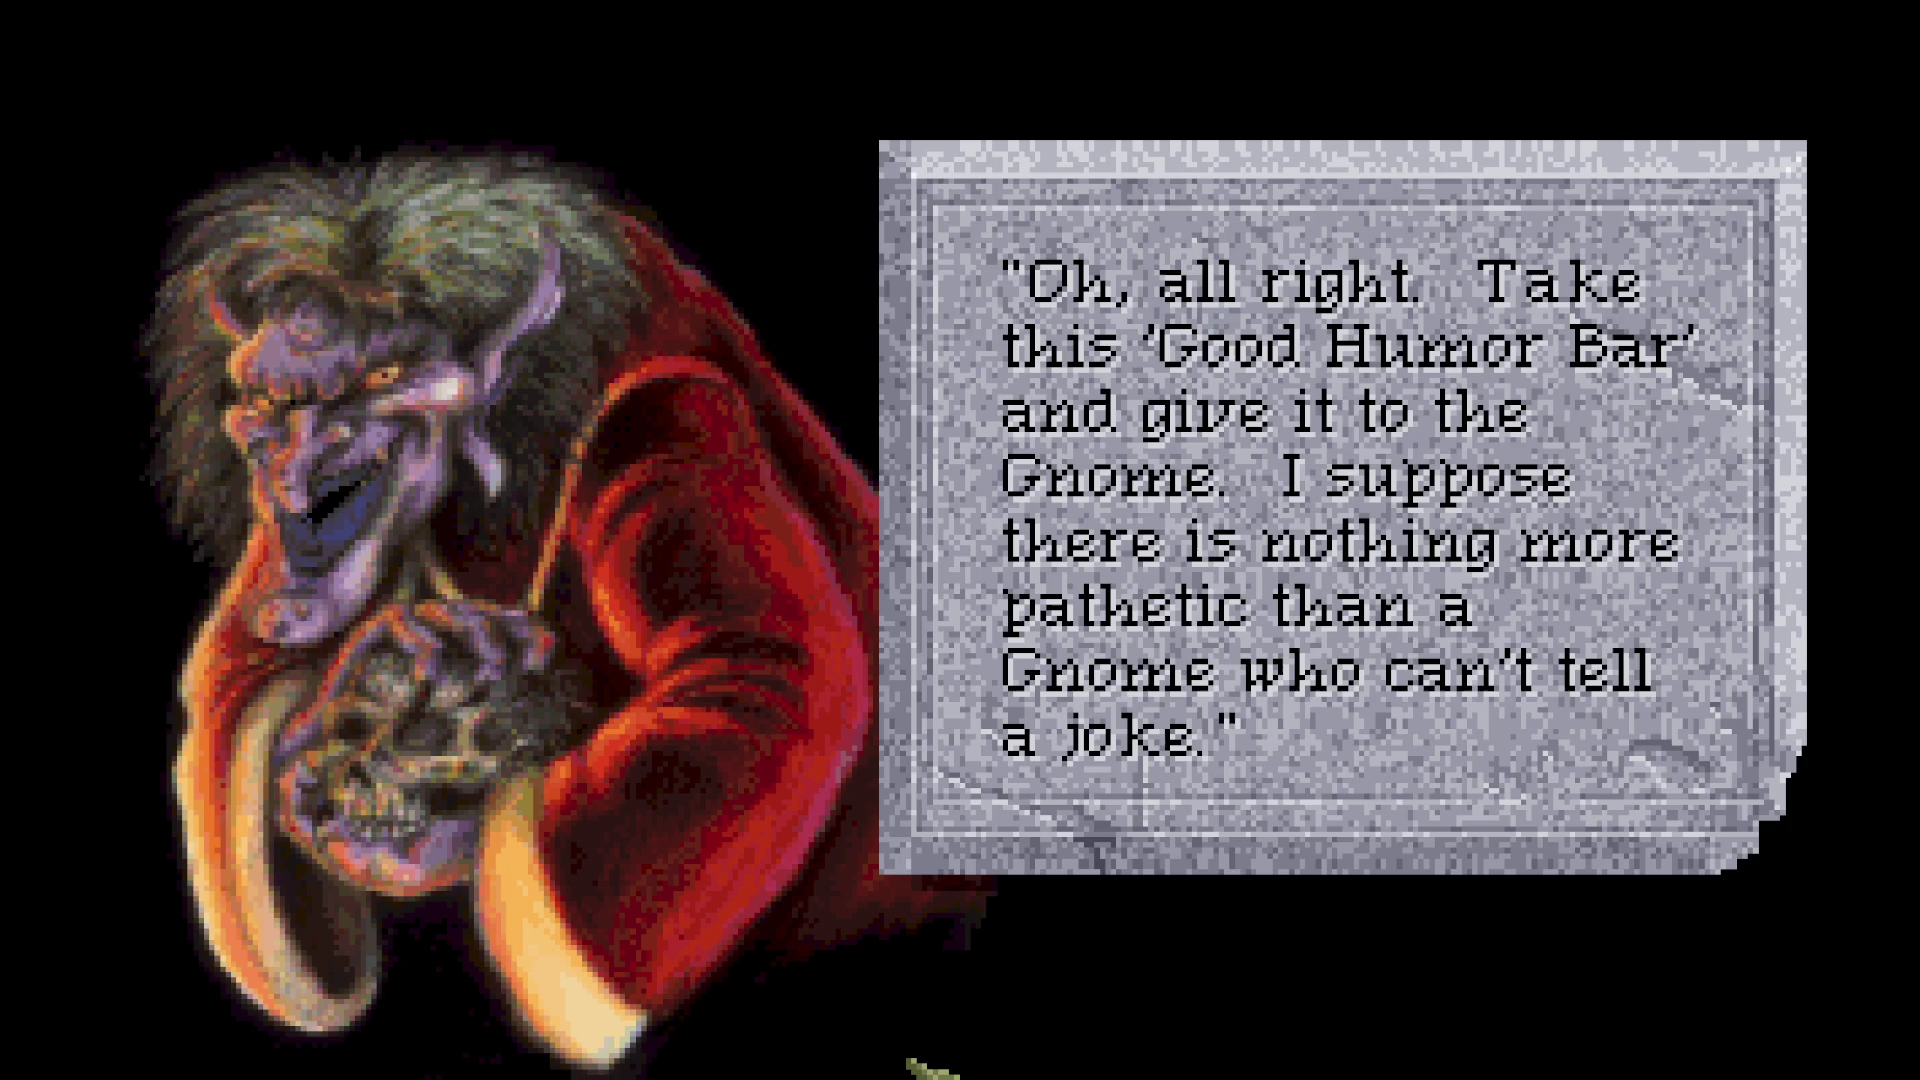 "Oh, all right.  Take
this 'Good Humor Bar'
and give it to the
Gnome.  I suppose
there is nothing more
pathetic than a
Gnome who can't tell
a joke."